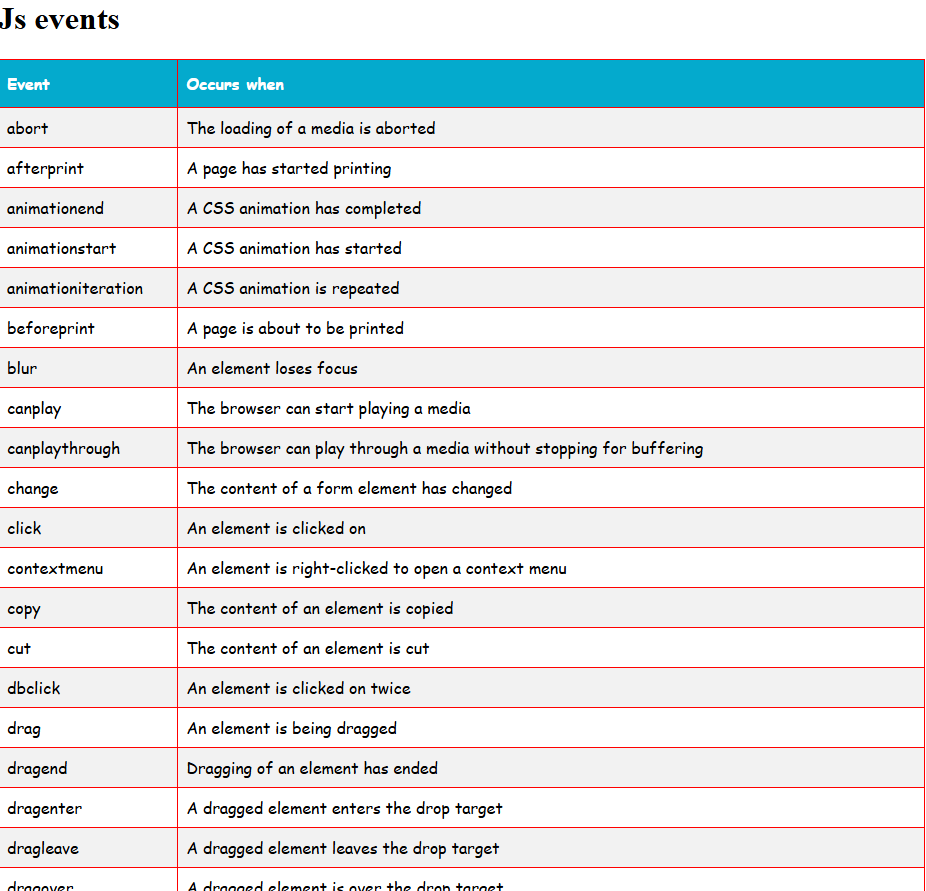 Js events
Event Occurs when
abort The loading of a media is aborted
afterprint A page has started printing
animationend A CSS animation has completed
animationstart A CSS animation has started
animationiteration A CSS animation is repeated
beforeprint A page is about to be printed
blur An element loses focus
canplay The browser can start playing a media
canplaythrough The browser can play through a media without stopping for buffering
change The content of a form element has changed
click An element is clicked on
contextmenu An element is right-clicked to open a context menu
copy The content of an element is copied
cut The content of an element is cut
dbclick An element is clicked on twice
drag An element is being dragged
dragend Dragging of an element has ended
dragenter A dragged element enters the drop target
dragleave A dragged element leaves the drop target
dragover A dragged element is over the drop target